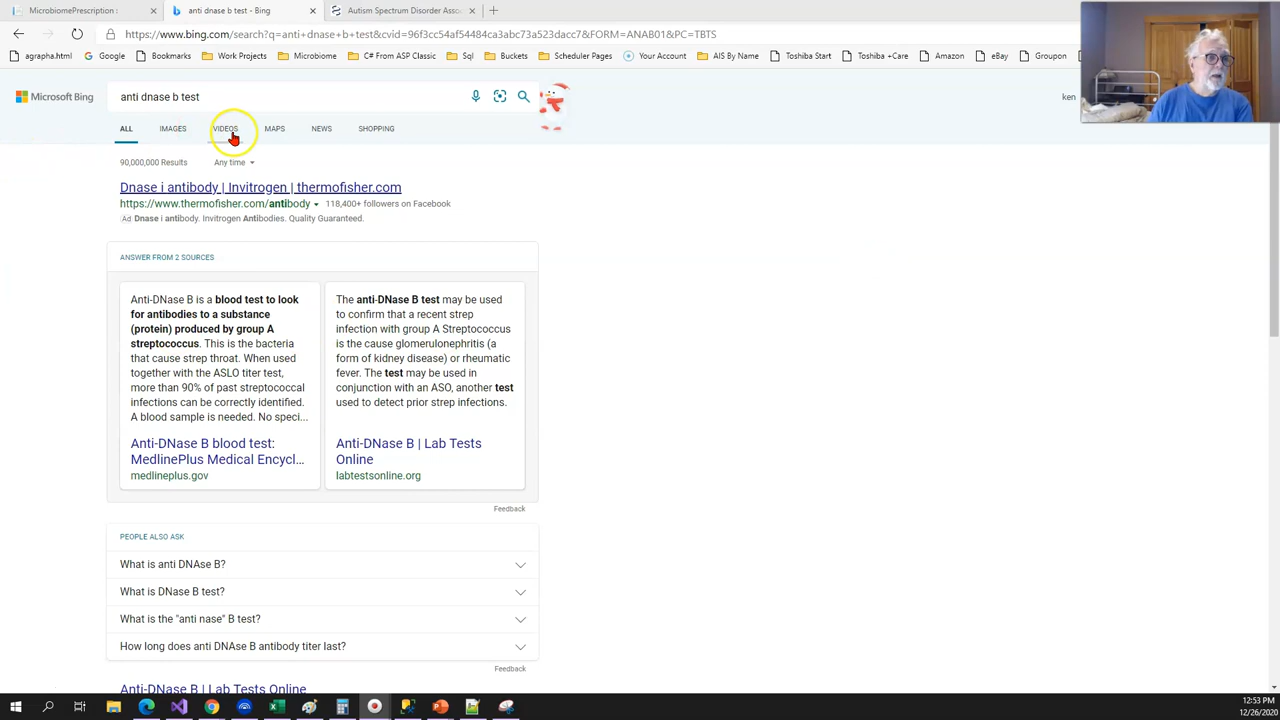 MicrobiomePrescription :
anti dnase b test - Bing
Autism Spectrum Disorder Assoc
https://www.bing.com/search?q=anti+dnase+b+test&cvid=96f3cc54af54484ca3abc73a523dacc7&FORM=ANAB01&PC=TBTS
agrapha.html
Google
Bookmarks
Work Projects
Microbiome
C# From ASP Classic
Sql
Buckets
Scheduler Pages
Your Account
AIS By Name
Toshiba Start
Toshiba +Care
Amazon
eBay
Groupon
Microsoft Bing
anti dnase b test
ken
ALL
IMAGES
VIDEOS
MAPS
NEWS
SHOPPING
90,000,000 Results
Any time
Dnase i antibody | Invitrogen | thermofisher.com
https://www.thermofisher.com/antibody
118,400+ followers on Facebook
Ad Dnase i antibody. Invitrogen Antibodies. Quality Guaranteed.
ANSWER FROM 2 SOURCES
Anti-DNase B is a blood test to look
for antibodies to a substance
(protein) produced by group A
streptococcus. This is the bacteria
that cause strep throat. When used
together with the ASLO titer test,
more than 90% of past streptococcal
infections can be correctly identified.
A blood sample is needed. No speci...
Anti-DNase B blood test:
MedlinePlus Medical Encycl...
medlineplus.gov
The anti-DNase B test may be used
to confirm that a recent strep
infection with group A Streptococcus
is the cause glomerulonephritis (a
form of kidney disease) or rheumatic
fever. The test may be used in
conjunction with an ASO, another test
used to detect prior strep infections.
Anti-DNase B | Lab Tests
Online
labtestsonline.org
Feedback
PEOPLE ALSO ASK
What is anti DNAse B?
What is DNase B test?
What is the "anti nase" B test?
How long does anti DNAse B antibody titer last?
Feedback
Anti-DNase B | Lab Tests Online
12:53 PM
12/26/2020